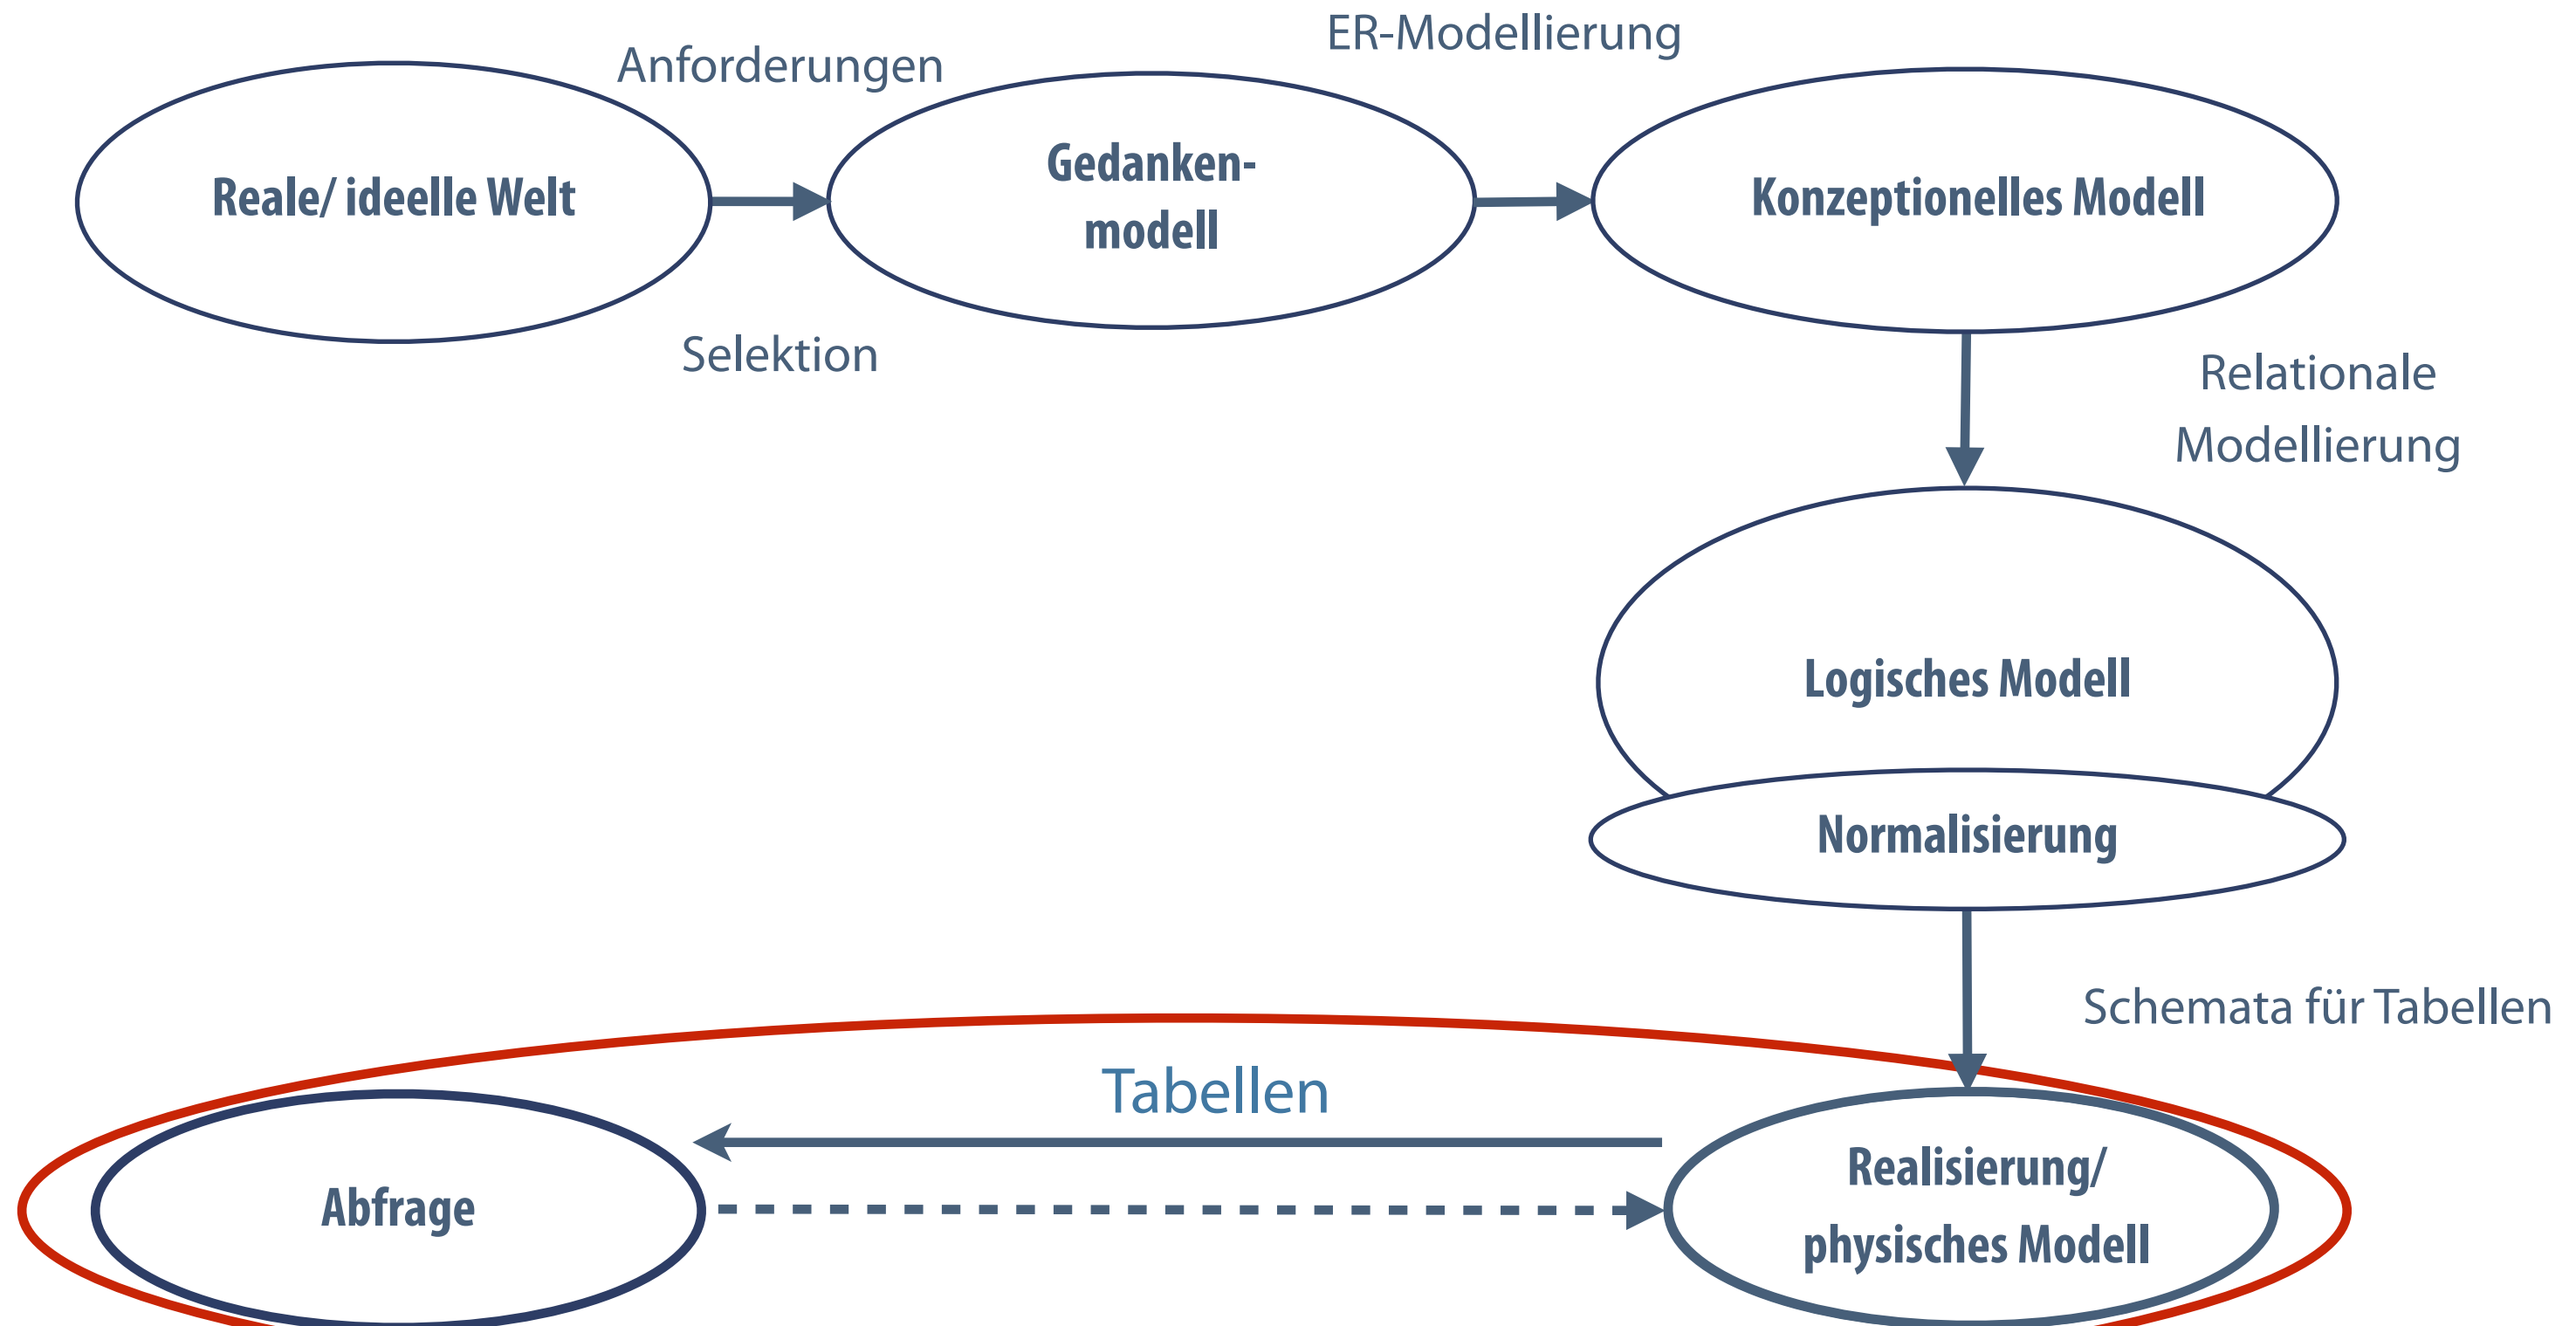 ER-Modellierung
Anforderungen
Reale/ ideelle Welt
Gedanken-
modell
Konzeptionelles Modell
Selektion
Relationale
Modellierung
Logisches Modell
Normalisierung
Schemata für Tabellen
Tabellen
Abfrage
Realisierung/
physisches Modell